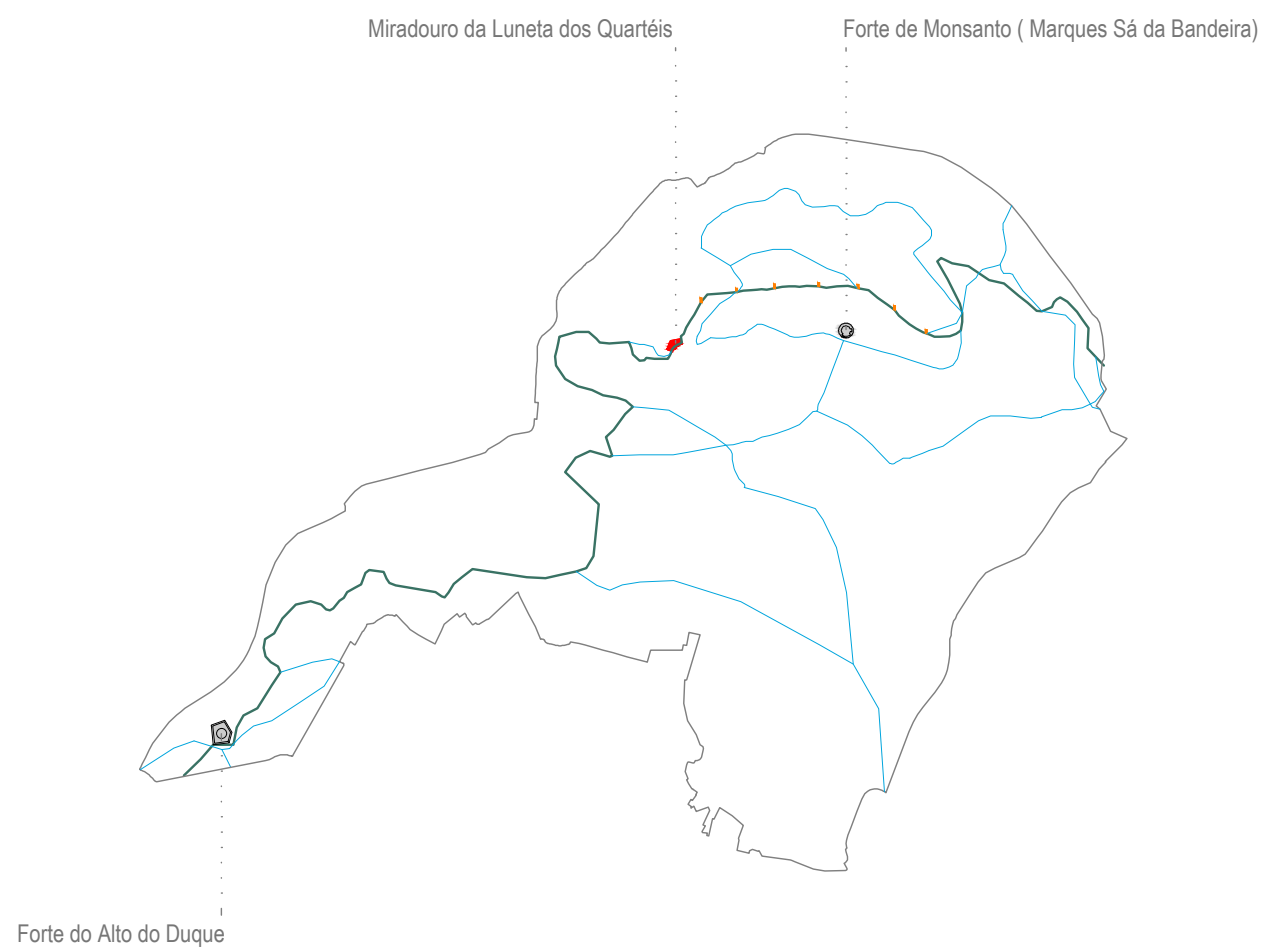 Miradouro da Luneta dos Quartéis
Forte de Monsanto ( Marques Sá da Bandeira)
Forte do Alto do Duque